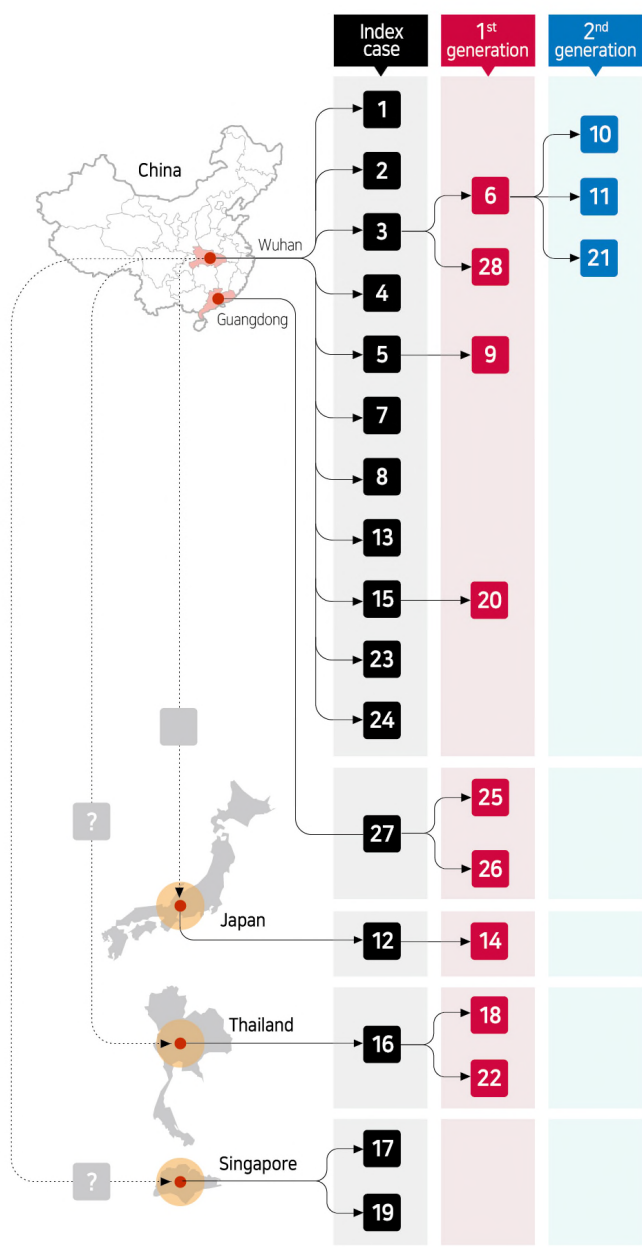 Index
case
1st
generation
2nd
generation
1
10
China
2
6
11
Wuhan
3
28
21
4
Guangdong
5
9
7
8
13
15
20
23
24
25
?
27
26
Japan
12
14
18
Thailand
16
22
17
Singapore
?
19